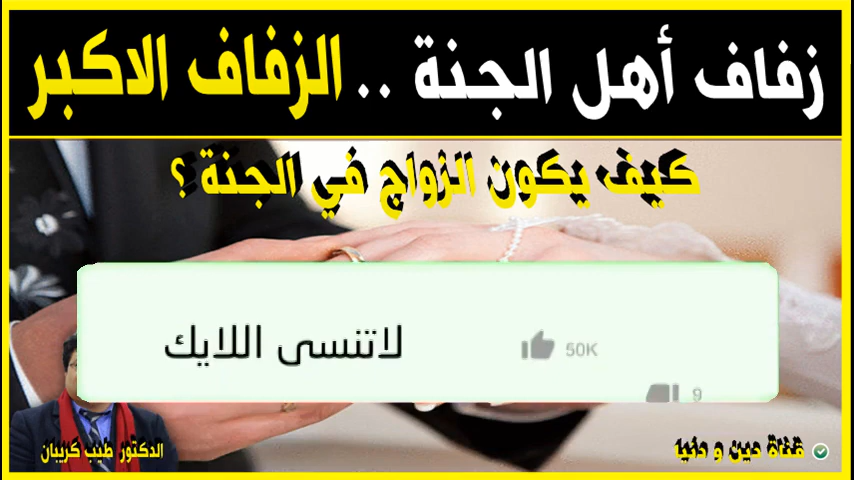 زفاف أهل الجنة .. الزفاف الاكبر
كيف يكون الزواج في الجنة ؟
لاتنسى اللايك
50K
9
قناة دين و دنيا
الدكتور طيب كريبان